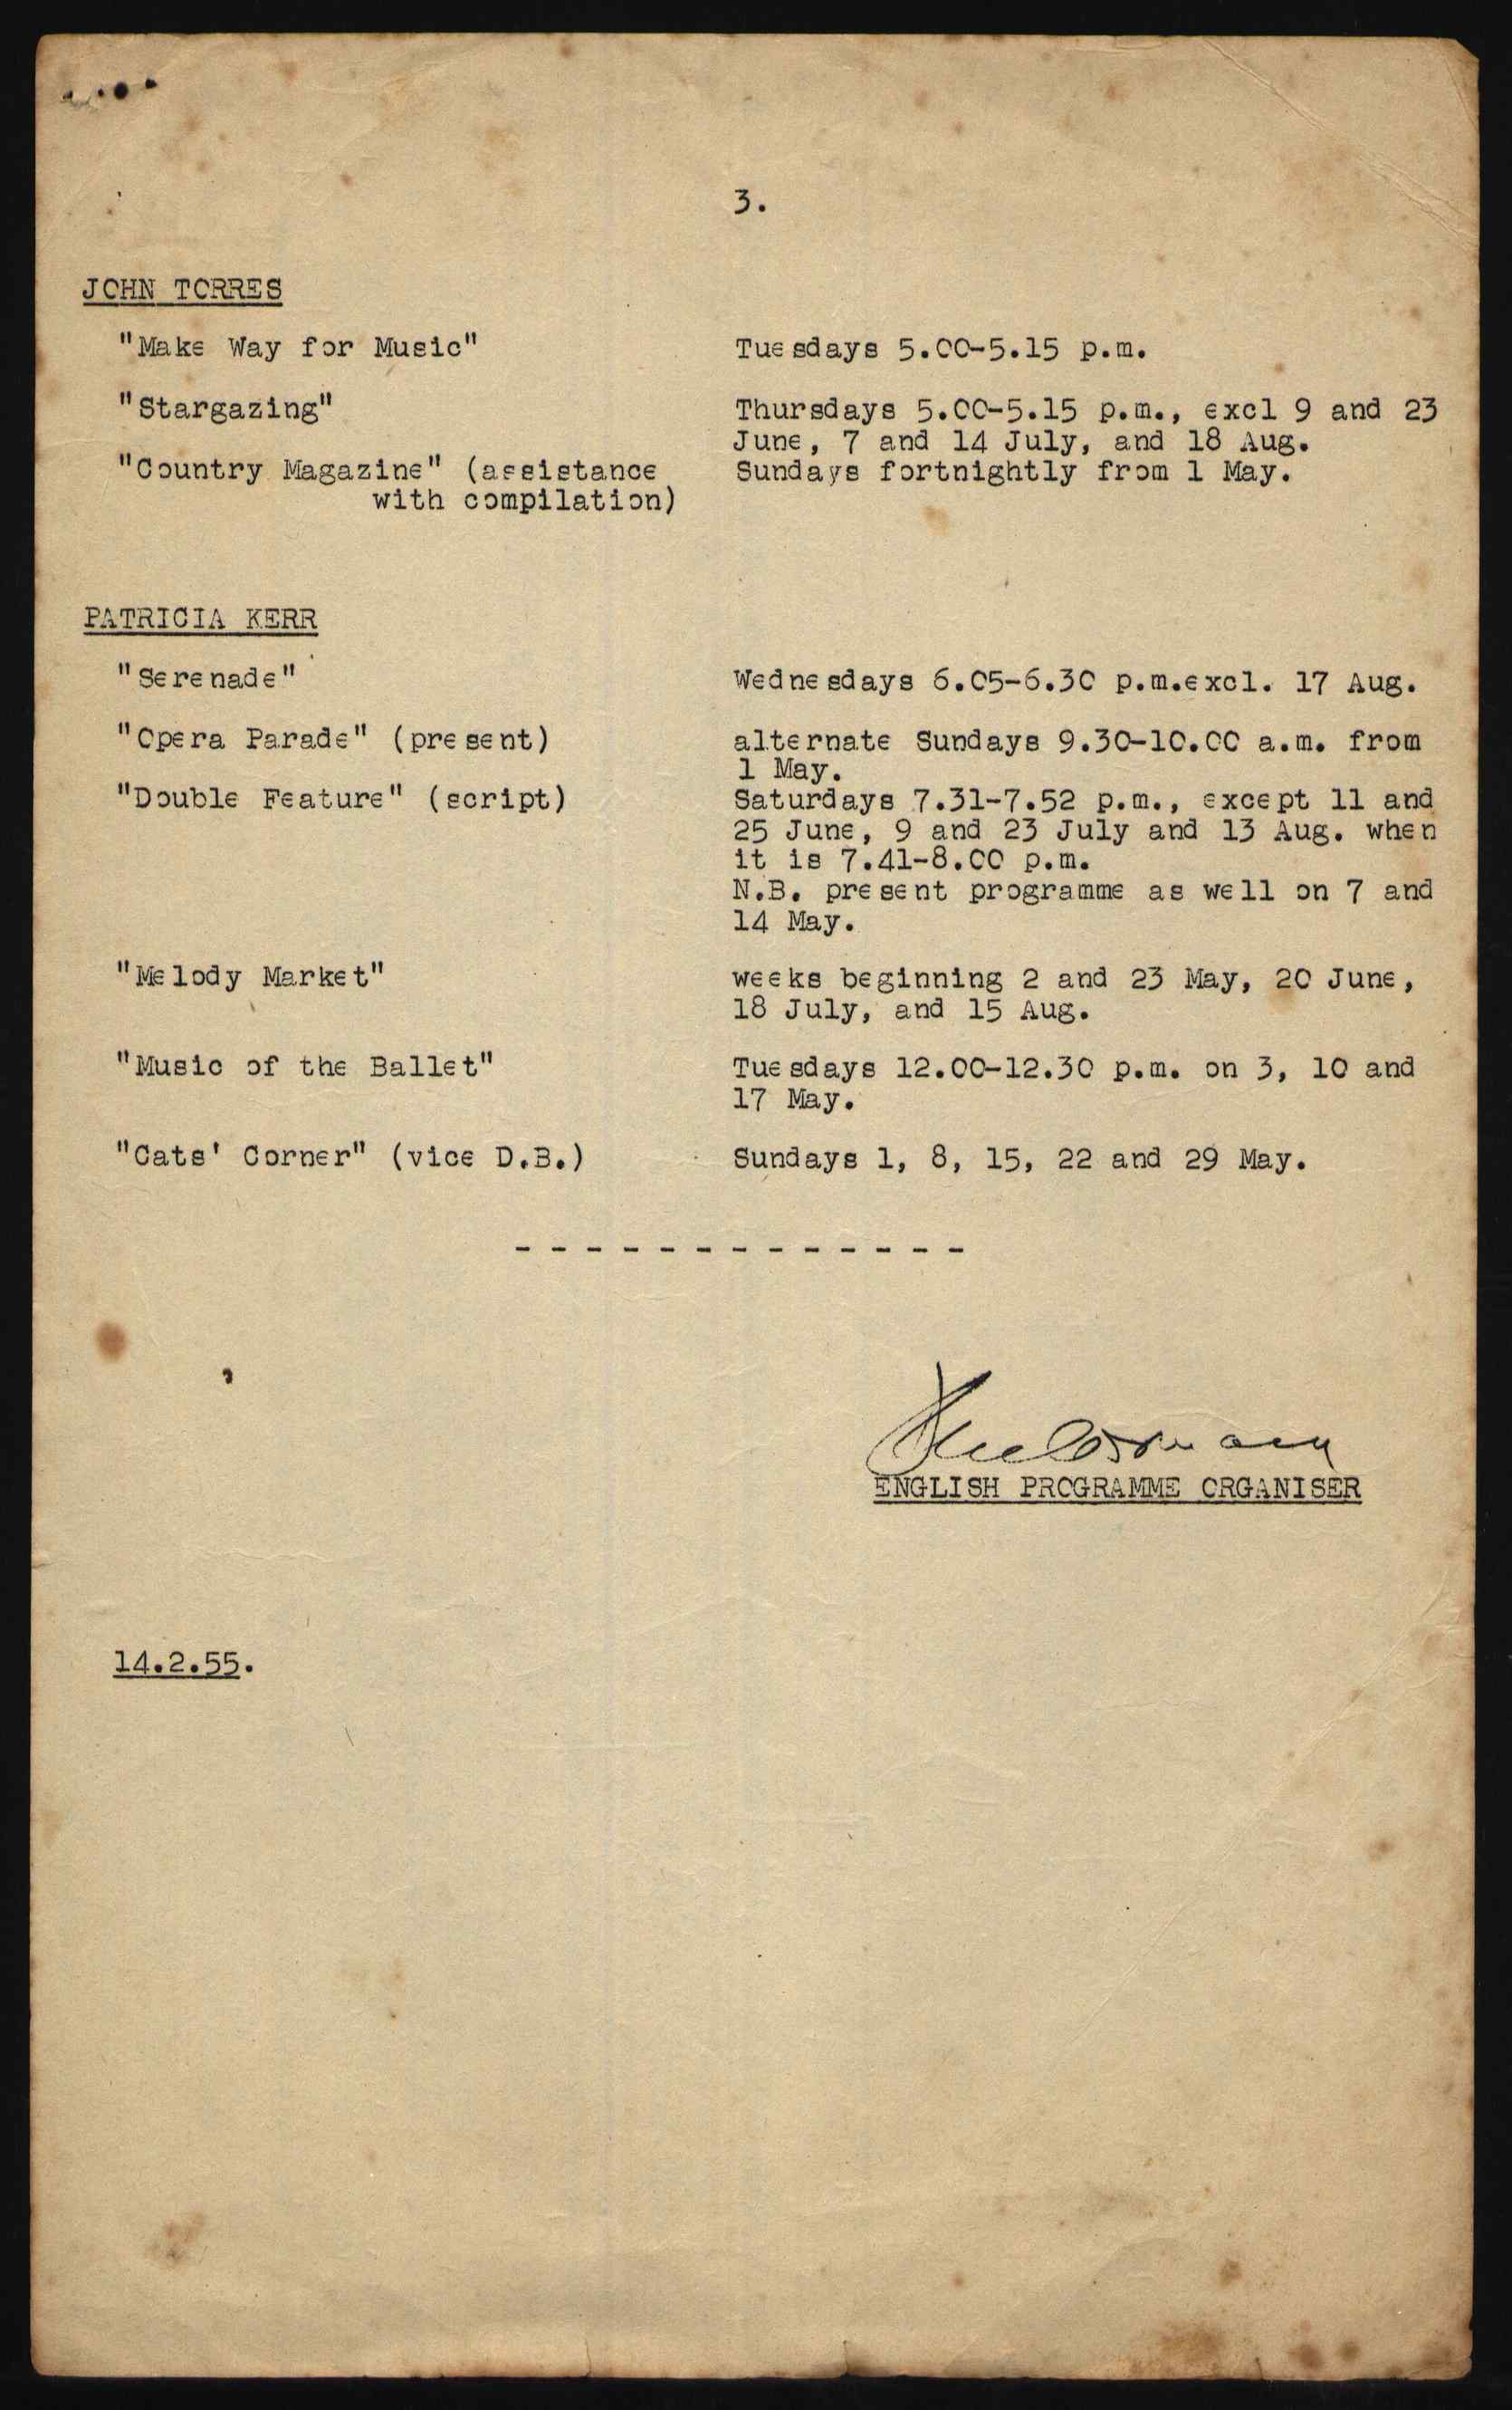 3.
JOHN TORRES
"Make Way for Music" Tuesdays 5.00-5.15 p.m.
"Stargazing" Thursdays 5.00-5.15 p.m., excl 9 and 23
June, 7 and 14 July, and 18 Aug.
"Country Magazine" (assistance Sundays fortnightly from 1 May.
with compilation)
PATRICIA KERR
"Serenade" Wednesdays 6.05-6.30 p.m.excl. 17 Aug.
"Opera Parade" (present) alternate Sundays 9.30-10.00 a.m. from
1 May.
"Double Feature" (script) Saturdays 7.31-7.52 p.m., except 11 and
25 June, 9 and 23 July and 13 Aug. when
it is 7.41-8.00 p.m.
N.B. present programme as well on 7 and
14 May.
"Melody Market" weeks beginning 2 and 23 May, 20 June,
18 July, and 15 Aug.
"Music of the Ballet" Tuesdays 12.00-12.30 p.m. on 3, 10 and
17 May.
"Cats' Corner" (vice D.B.) Sundays 1, 8, 15, 22 and 29 May.
- - - - - - - - - - - - -
ENGLISH PROGRAMME ORGANISER
14.2.55.